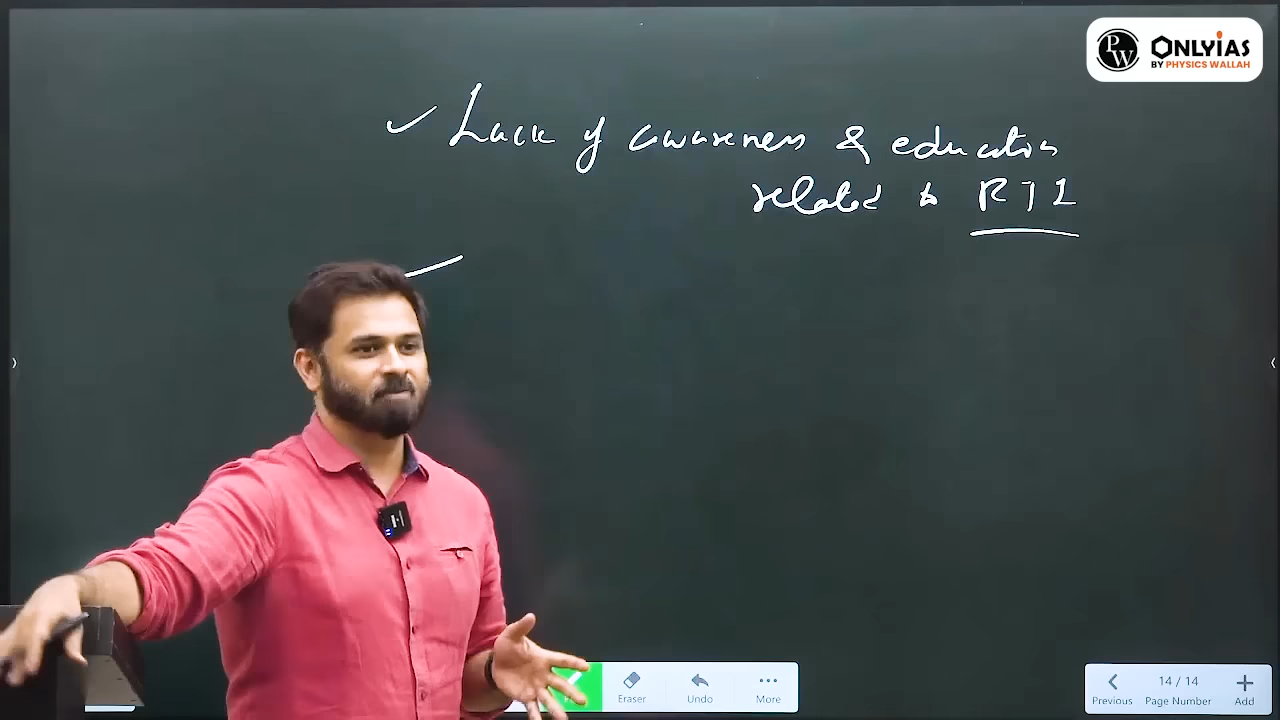 PW ONLYIAS
BY PHYSICS WALLAH
Lack of awareness & education
related to RTI
Eraser
Undo
More
Previous
14 / 14
Page Number
Add